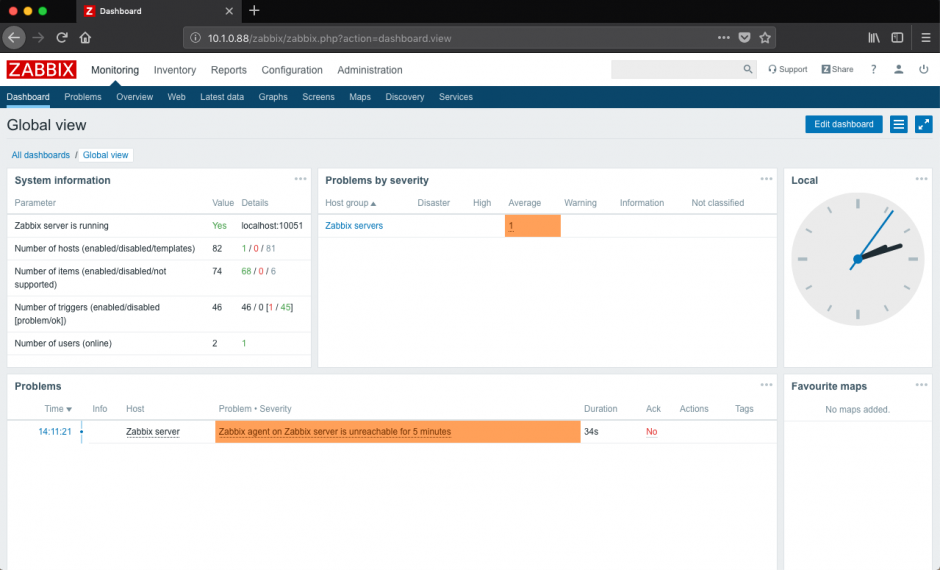 Z Dashboard
10.1.0.88/zabbix/zabbix.php?action=dashboard.view
ZABBIX Monitoring Inventory Reports Configuration Administration Z Support Z Share ?
Dashboard Problems Overview Web Latest data Graphs Screens Maps Discovery Services
Global view Edit dashboard
All dashboards / Global view
System information
Parameter Value Details
Zabbix server is running Yes localhost:10051
Number of hosts (enabled/disabled/templates) 82 1 / 0 / 81
Number of items (enabled/disabled/not
supported) 74 68 / 0 / 6
Number of triggers (enabled/disabled
[problem/ok]) 46 46 / 0 [1 / 45]
Number of users (online) 2 1
Problems by severity
Host group Disaster High Average Warning Information Not classified
Zabbix servers 1
Local
Problems
Time Info Host Problem • Severity Duration Ack Actions Tags
14:11:21 Zabbix server Zabbix agent on Zabbix server is unreachable for 5 minutes 34s No
Favourite maps
No maps added.